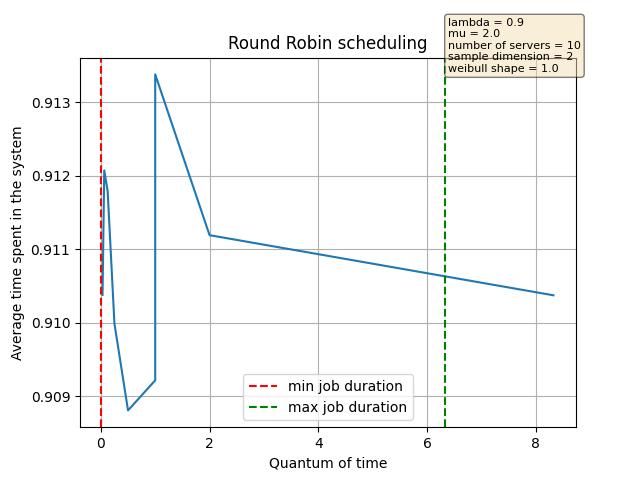 Round Robin scheduling
lambda = 0.9
mu = 2.0
number of servers = 10
sample dimension = 2
weibull shape = 1.0
Average time spent in the system
0.913
0.912
0.911
0.910
0.909
min job duration
max job duration
0 2 4 6 8
Quantum of time